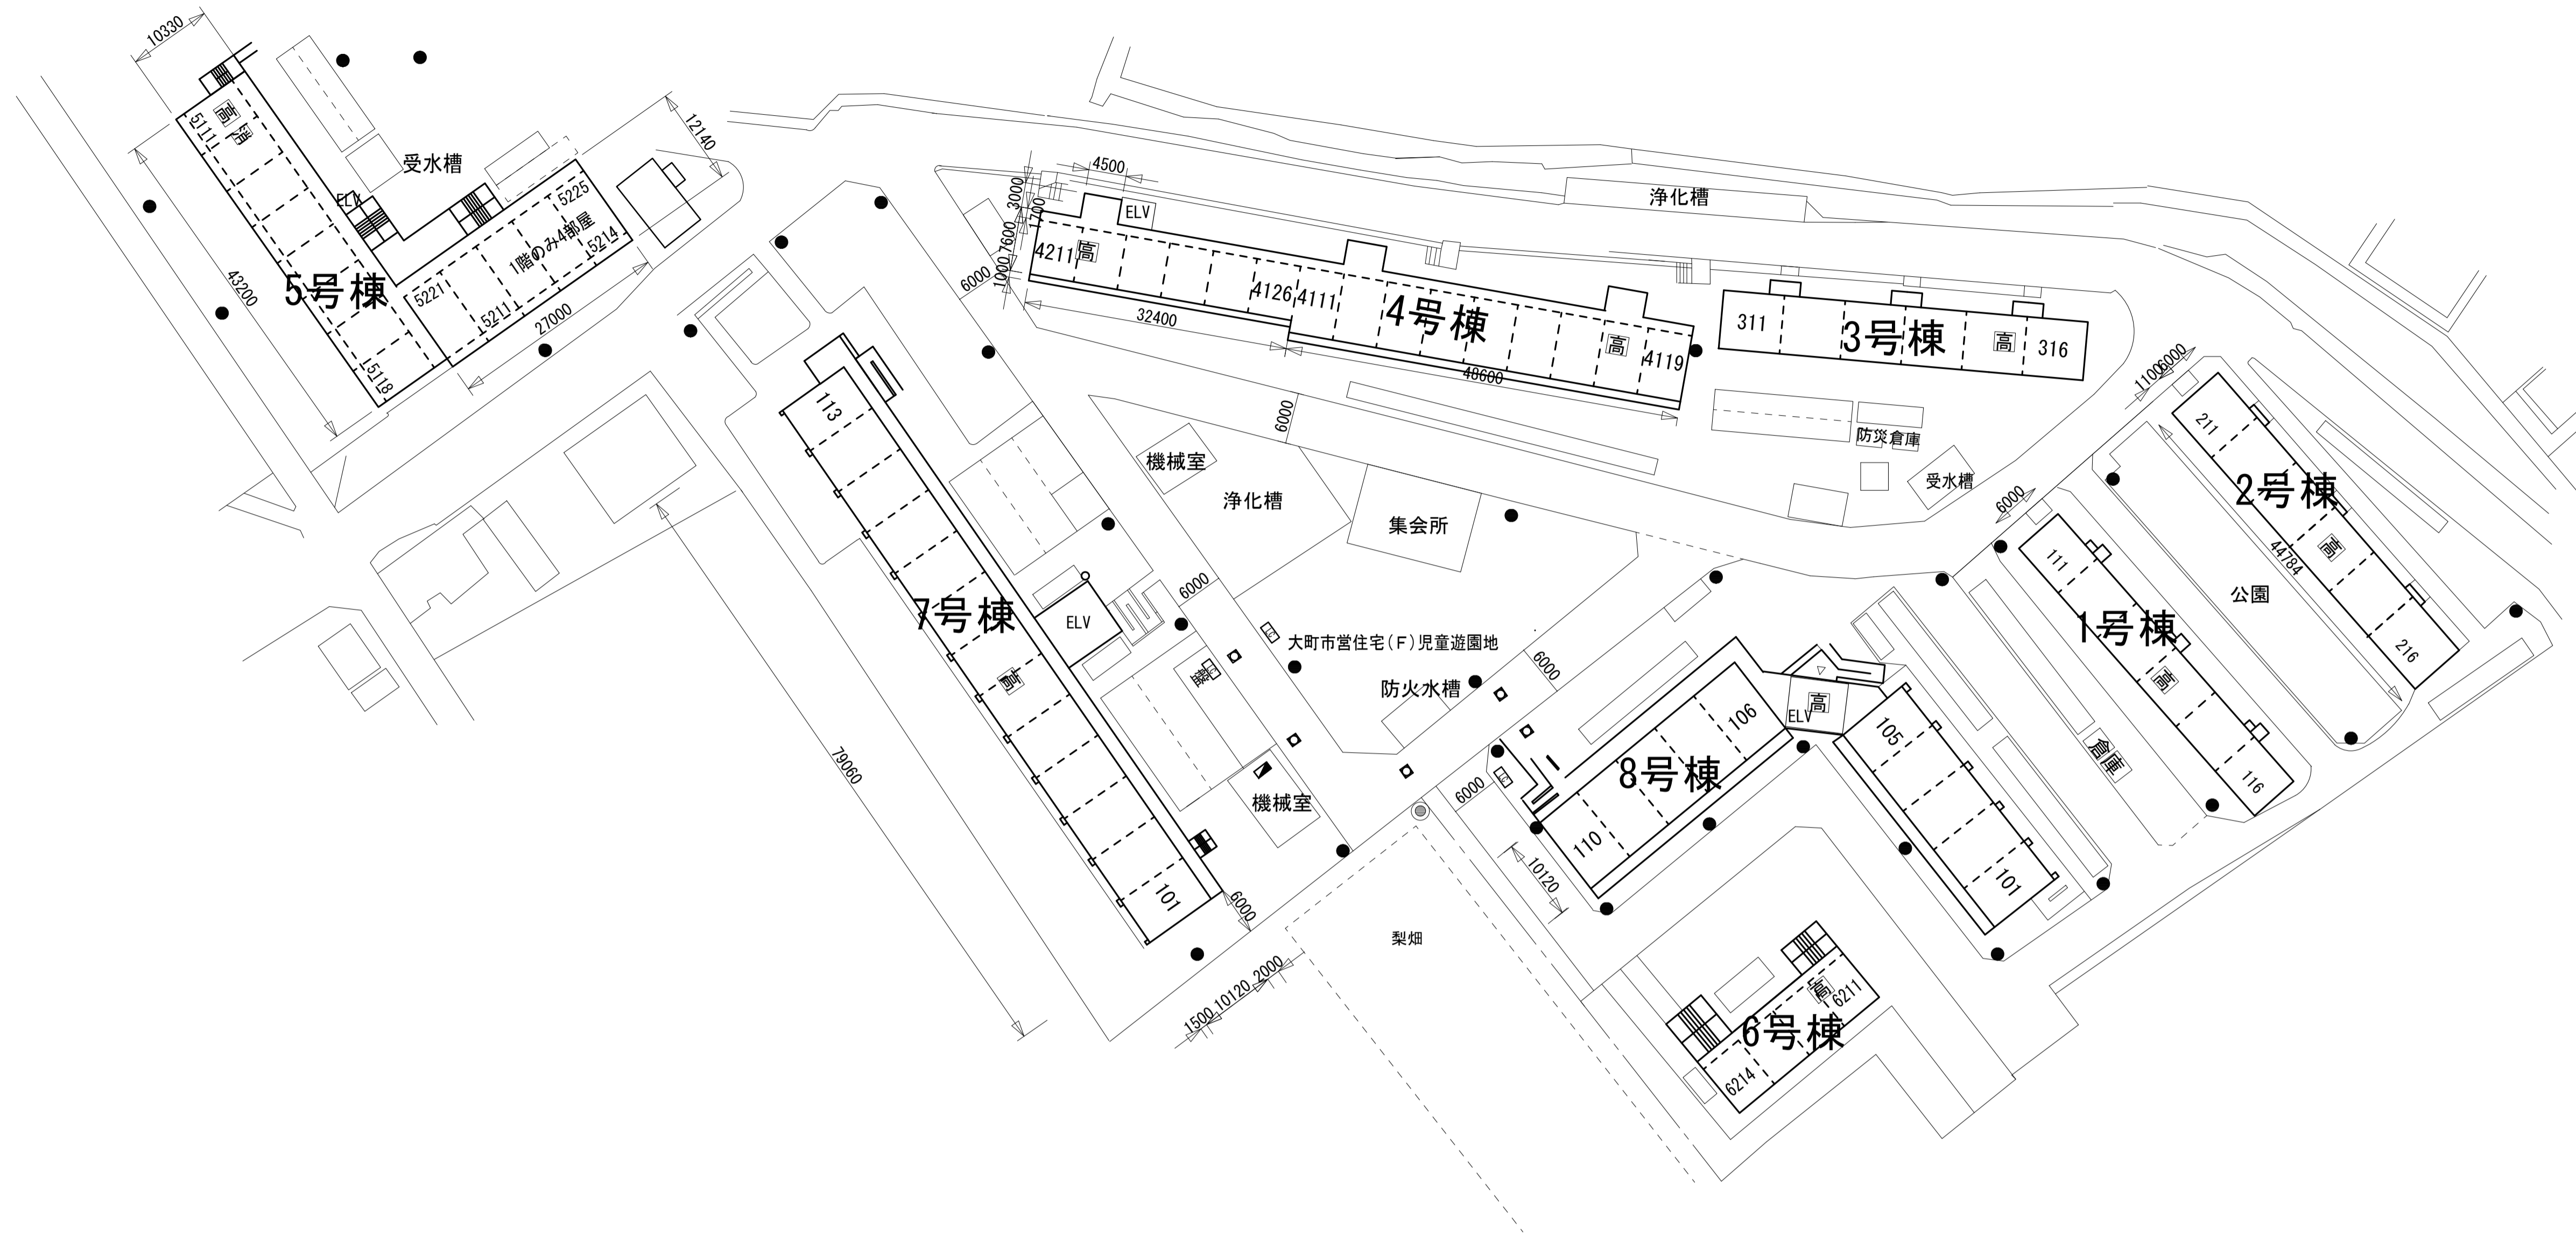 10330
43200
5111
高
消
受水槽
ELV
5号棟
5118
5221
5211
1階のみ4部屋
5225
5214
27000
12140
3000
1700
7600
1000
4500
ELV
4211
高
4126
4111
4号棟
高
4119
32400
48600
6000
6000
浄化槽
311
3号棟
高
316
防災倉庫
受水槽
1100
6000
211
2号棟
高
216
44784
公園
6000
111
1号棟
高
116
倉庫
機械室
浄化槽
集会所
大町市営住宅(F)児童遊園地
防火水槽
6000
6000
113
7号棟
高
ELV
101
機械室
79060
6000
1500
10120
2000
梨畑
6000
8号棟
106
110
10120
高
ELV
105
101
6号棟
高
6211
6214